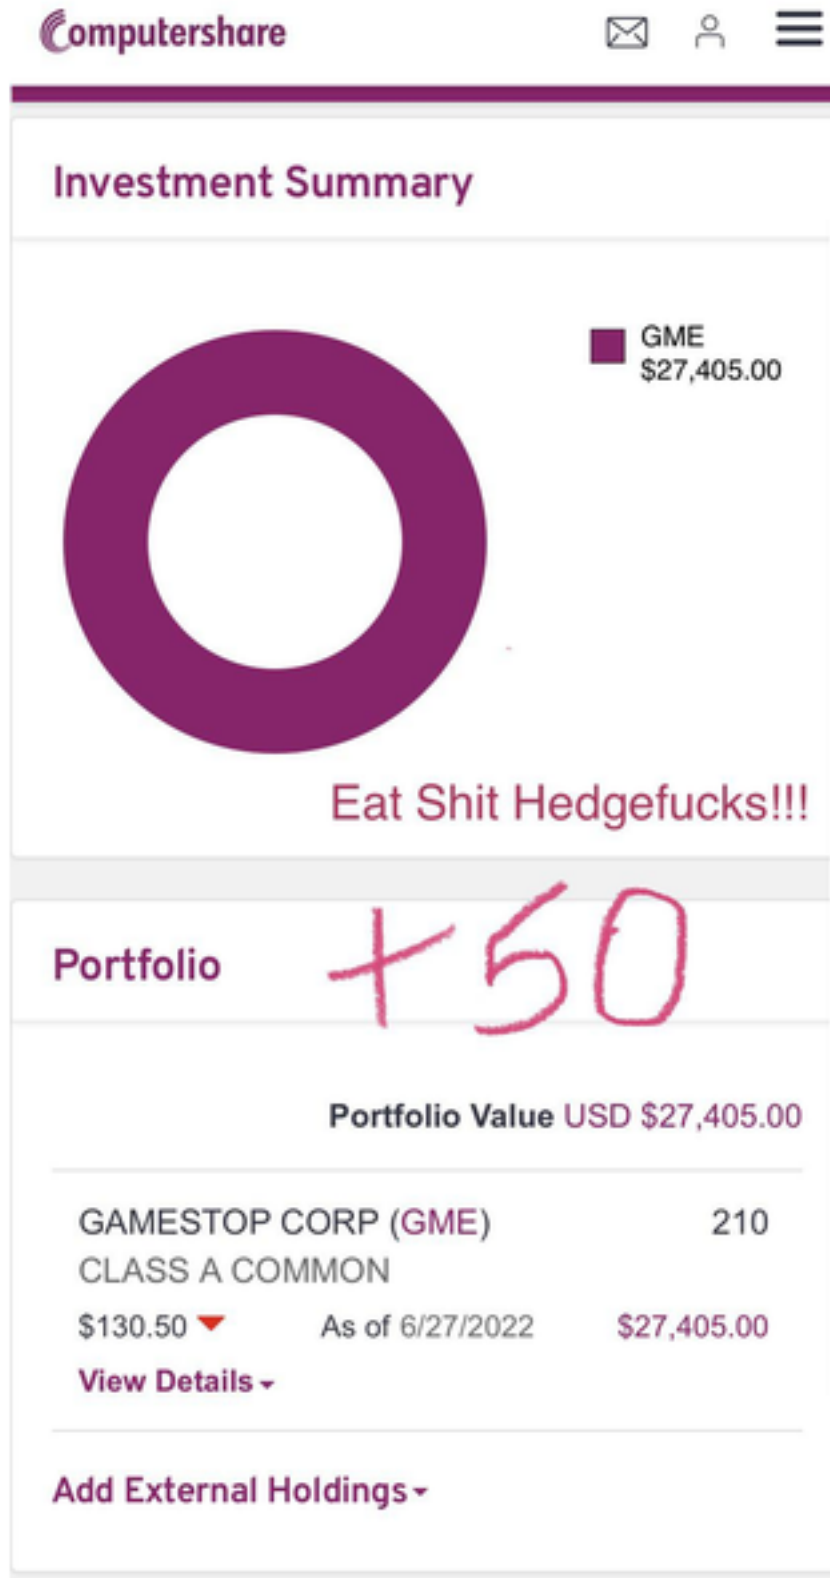 Computershare
Investment Summary
GME
$27,405.00
Eat Shit Hedgefucks!!!
+50
Portfolio
Portfolio Value USD $27,405.00
GAMESTOP CORP (GME) 210
CLASS A COMMON
$130.50 As of 6/27/2022 $27,405.00
View Details
Add External Holdings